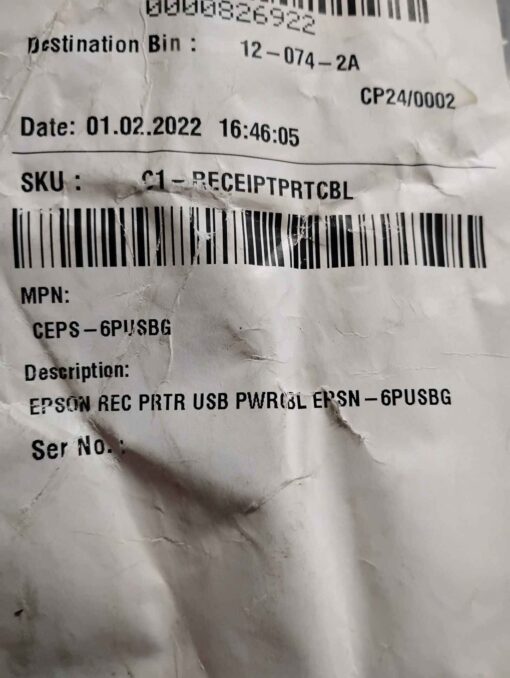 0000826922
Destination Bin : 12-074-2A
CP24/0002
Date: 01.02.2022 16:46:05
SKU : C1-RECEIPTPRTCBL
MPN:
CEPS-6PUSBG
Description:
EPSON REC PRTR USB PWRCBL EPSN-6PUSBG
Ser No. :